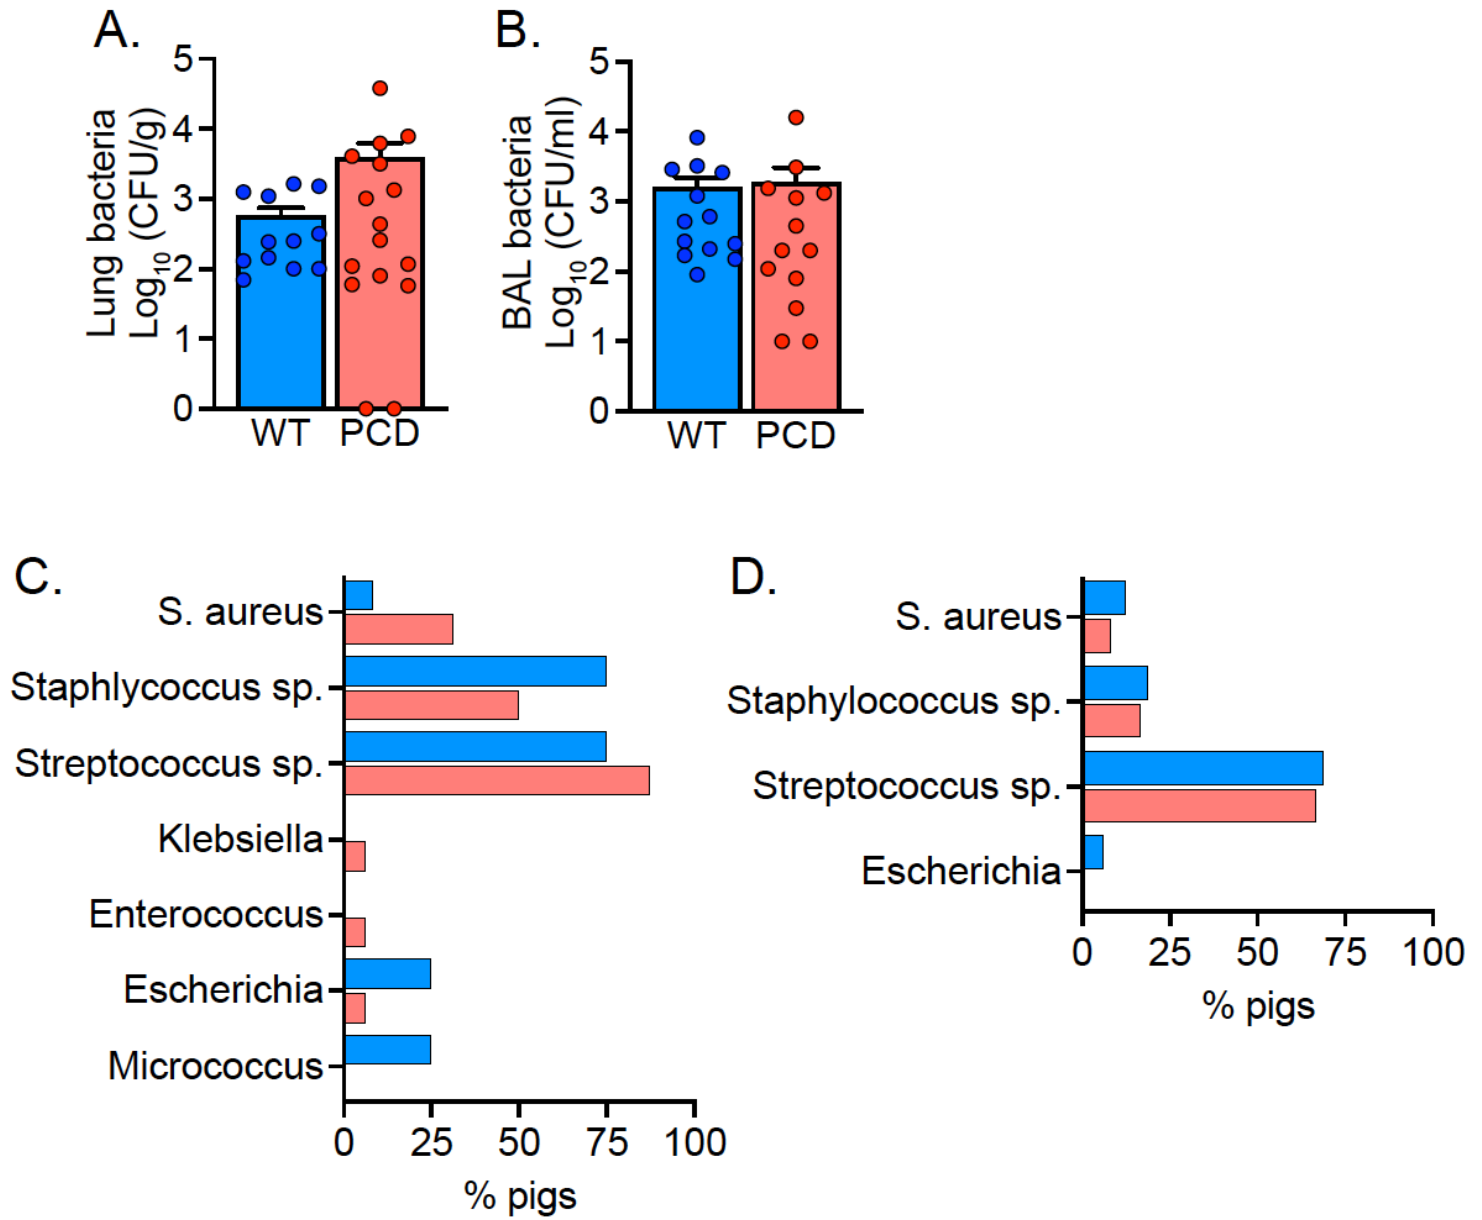 A.
5
4
3
2
1
0
Lung bacteria
Log10 (CFU/g)
WT PCD
B.
5
4
3
2
1
0
BAL bacteria
Log10 (CFU/ml)
WT PCD
C.
S. aureus
Staphlycoccus sp.
Streptococcus sp.
Klebsiella
Enterococcus
Escherichia
Micrococcus
0 25 50 75 100
% pigs
D.
S. aureus
Staphylococcus sp.
Streptococcus sp.
Escherichia
0 25 50 75 100
% pigs